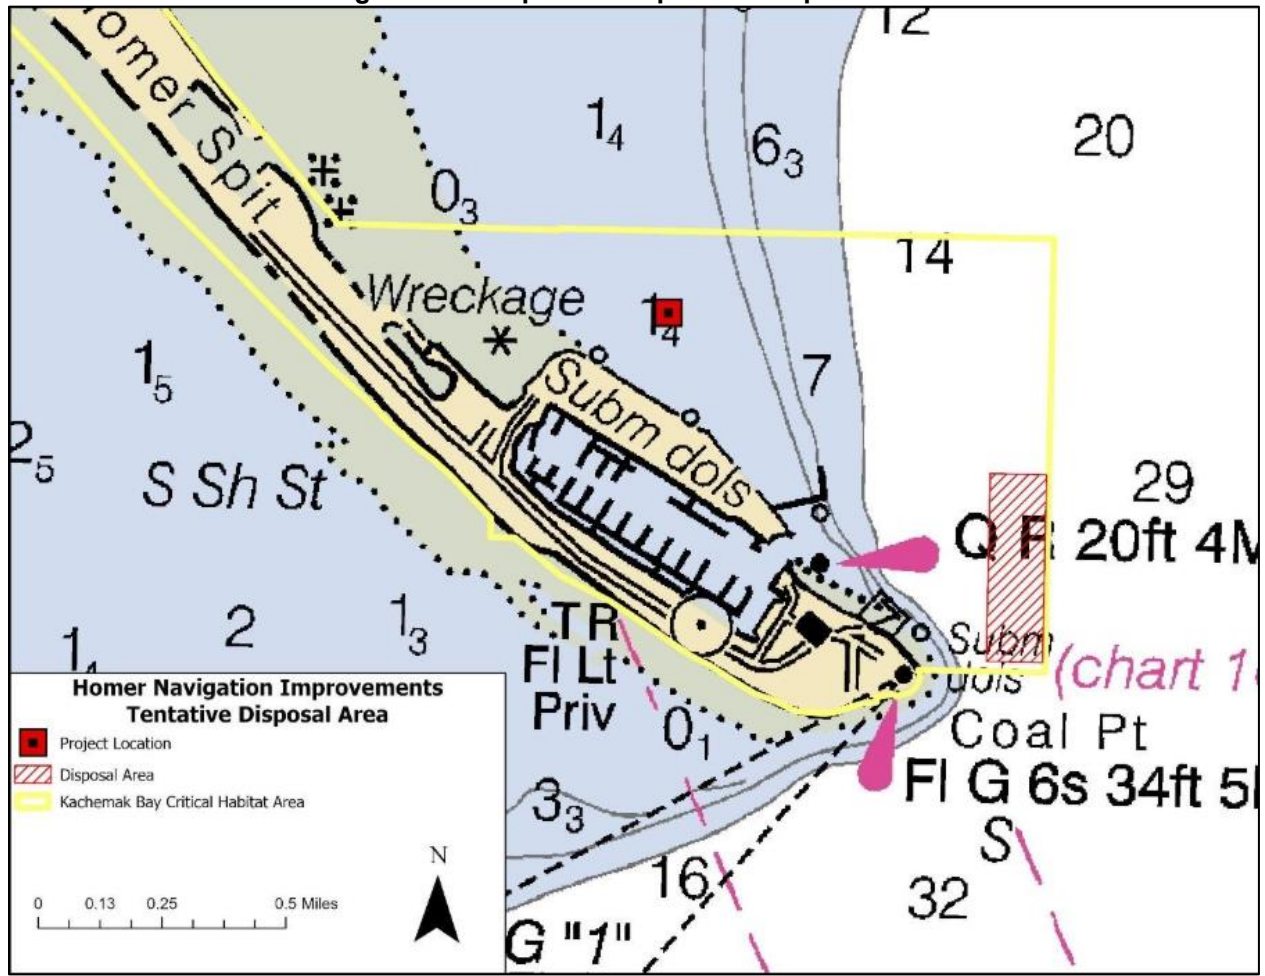 12
Homer Spit
1₄
6₃
20
0₃
14
Wreckage
1₄
7
1₅
2₅
Subm dols
S Sh St
29
Q R 20ft 4M
2
1₃
TR
Fl Lt
Priv
Subm
dols
(chart 1
0₁
Coal Pt
Fl G 6s 34ft 5
3₃
S
16
32
G "1"
Homer Navigation Improvements
Tentative Disposal Area
Project Location
Disposal Area
Kachemak Bay Critical Habitat Area
N
0 0.13 0.25 0.5 Miles